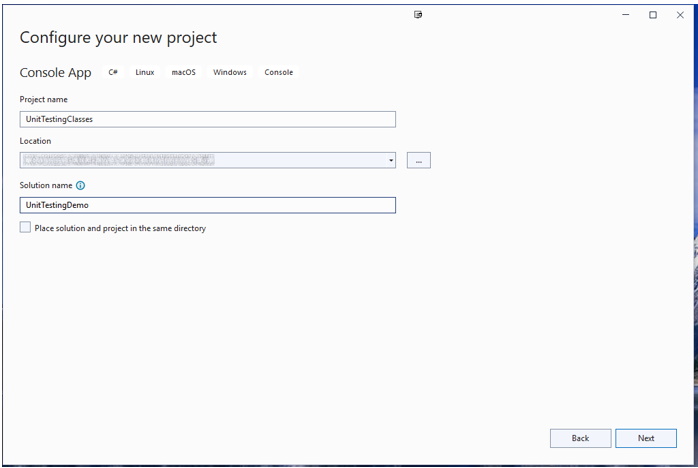 Configure your new project
Console App C# Linux macOS Windows Console
Project name
UnitTestingClasses
Location
...
Solution name
UnitTestingDemo
Place solution and project in the same directory
Back Next